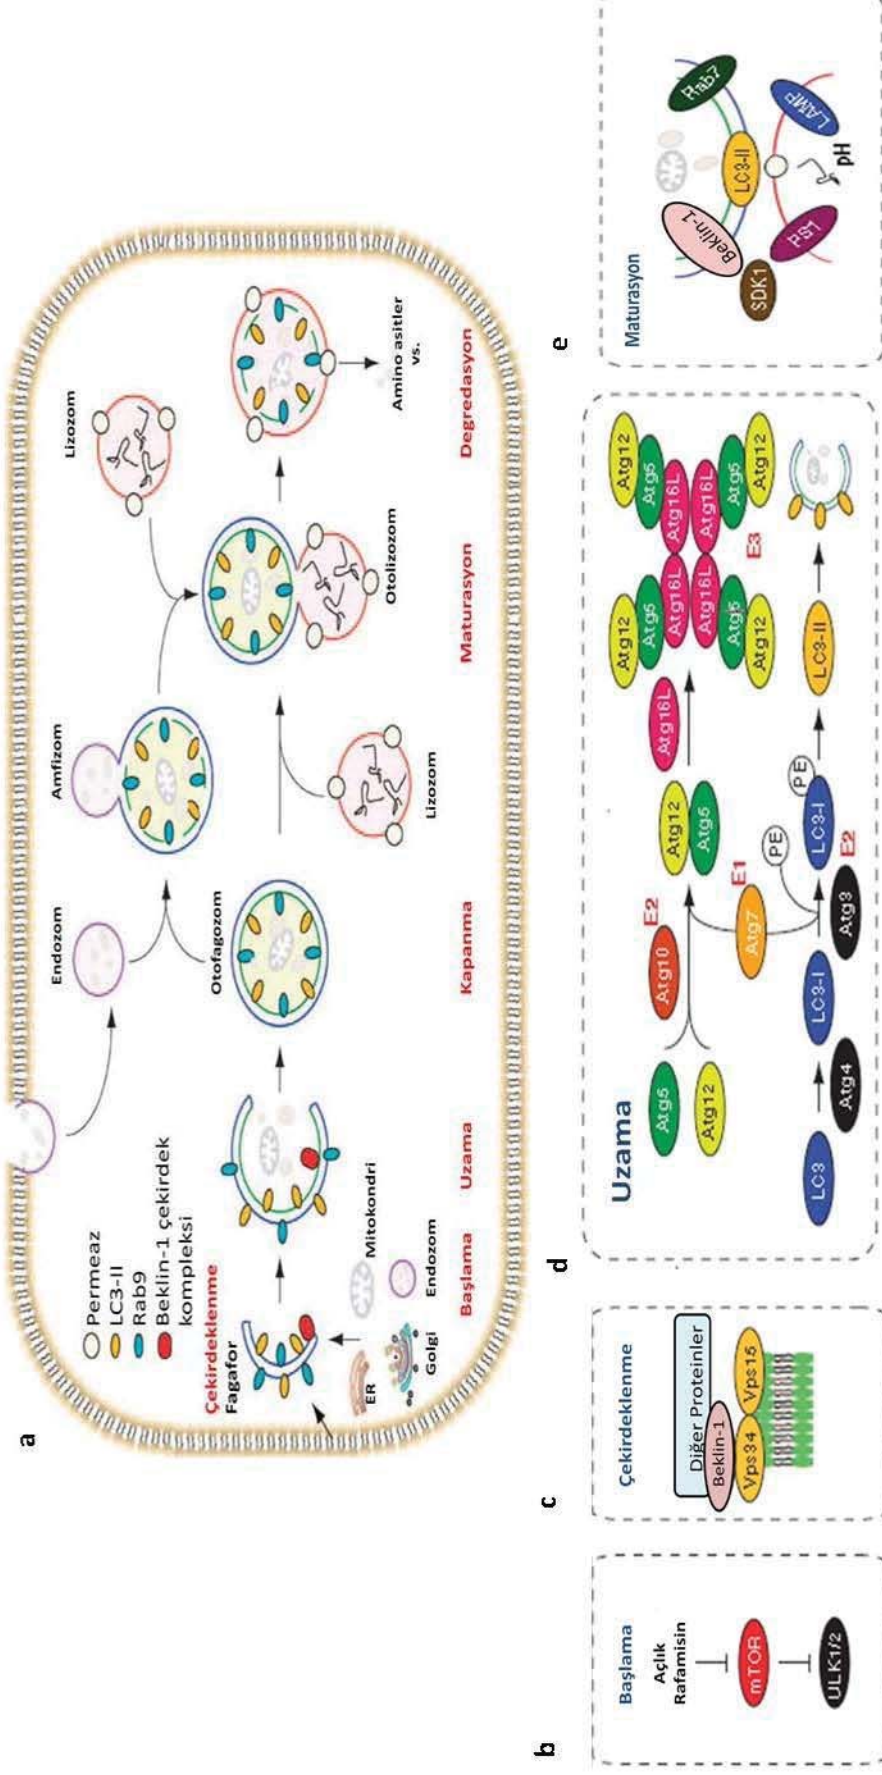 a
Permeaz
LC3-II
Rab9
Beklin-1 çekirdek
kompleksi
Çekirdeklenme
Fagafor
ER
Golgi
Mitokondri
Endozom
Endozom
Otofagozom
Amfizom
Lizozom
Lizozom
Otolizozom
Amino asitler
vs.
Başlama
Uzama
Kapanma
Maturasyon
Degredasyon
b
Başlama
Açlık
Rafamisin
mTOR
ULK1/2
c
Çekirdeklenme
Diğer Proteinler
Beklin-1
Vps34
Vps15
d
Uzama
Atg5
Atg12
Atg10
E2
Atg7
E1
Atg12
Atg5
Atg16L
Atg12
Atg5
Atg16L
Atg16L
Atg5
Atg12
Atg12
Atg5
Atg16L
Atg16L
Atg5
Atg12
E3
LC3
Atg4
LC3-I
Atg3
E2
PE
PE
LC3-I
LC3-II
e
Maturasyon
Beklin-1
LC3-II
Rab7
SDK1
PS1
LAMP
pH